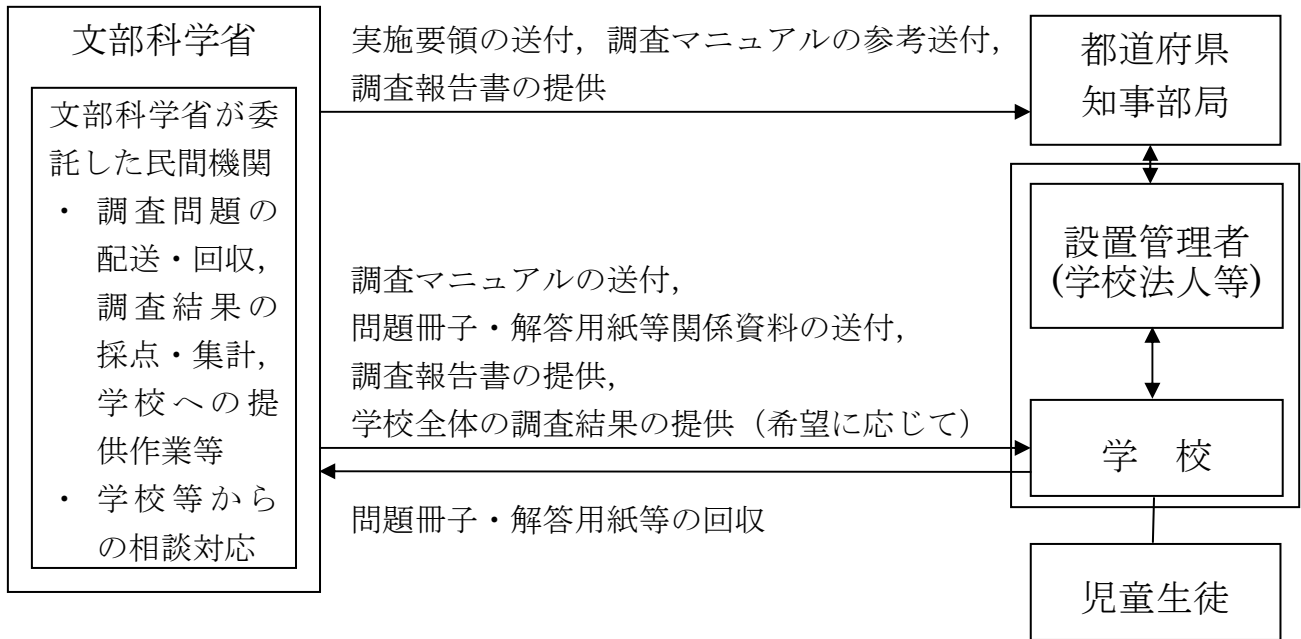 文部科学省
文部科学省が委
託した民間機関
・ 調査問題の
配送・回収,
調査結果の
採点・集計,
学校への提
供作業等
・ 学校等から
の相談対応
実施要領の送付，調査マニュアルの参考送付,
調査報告書の提供
調査マニュアルの送付,
問題冊子・解答用紙等関係資料の送付,
調査報告書の提供,
学校全体の調査結果の提供（希望に応じて）
問題冊子・解答用紙等の回収
都道府県
知事部局
設置管理者
(学校法人等)
学　校
児童生徒